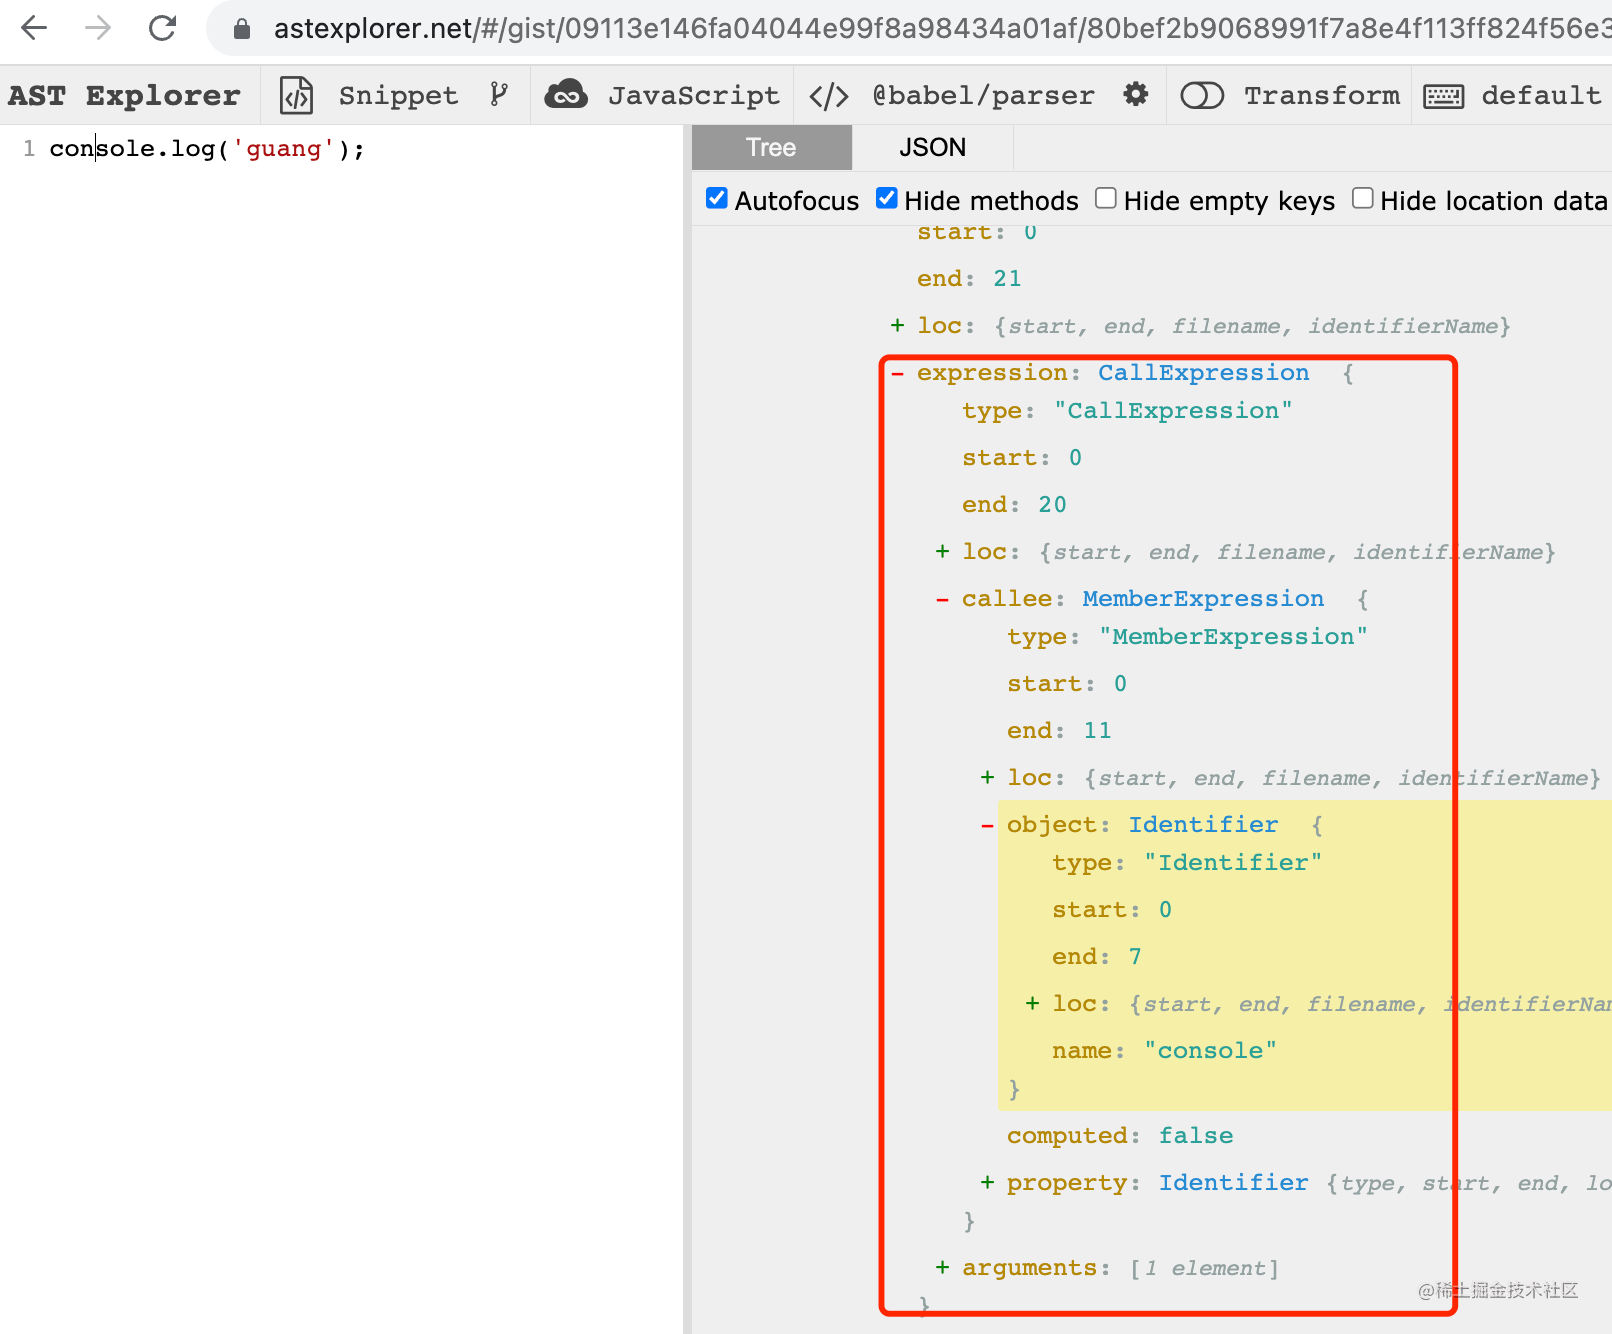 astexplorer.net/#/gist/09113e146fa04044e99f8a98434a01af/80bef2b9068991f7a8e4f113ff824f56e3
AST Explorer Snippet JavaScript </> @babel/parser Transform default
1 console.log('guang');
Tree JSON
Autofocus Hide methods Hide empty keys Hide location data
start: 0
end: 21
+ loc: {start, end, filename, identifierName}
- expression: CallExpression {
type: "CallExpression"
start: 0
end: 20
+ loc: {start, end, filename, identifierName}
- callee: MemberExpression {
type: "MemberExpression"
start: 0
end: 11
+ loc: {start, end, filename, identifierName}
- object: Identifier {
type: "Identifier"
start: 0
end: 7
+ loc: {start, end, filename, identifierNam
name: "console"
}
computed: false
+ property: Identifier {type, start, end, lo
}
+ arguments: [1 element]
}
@稀土掘金技术社区